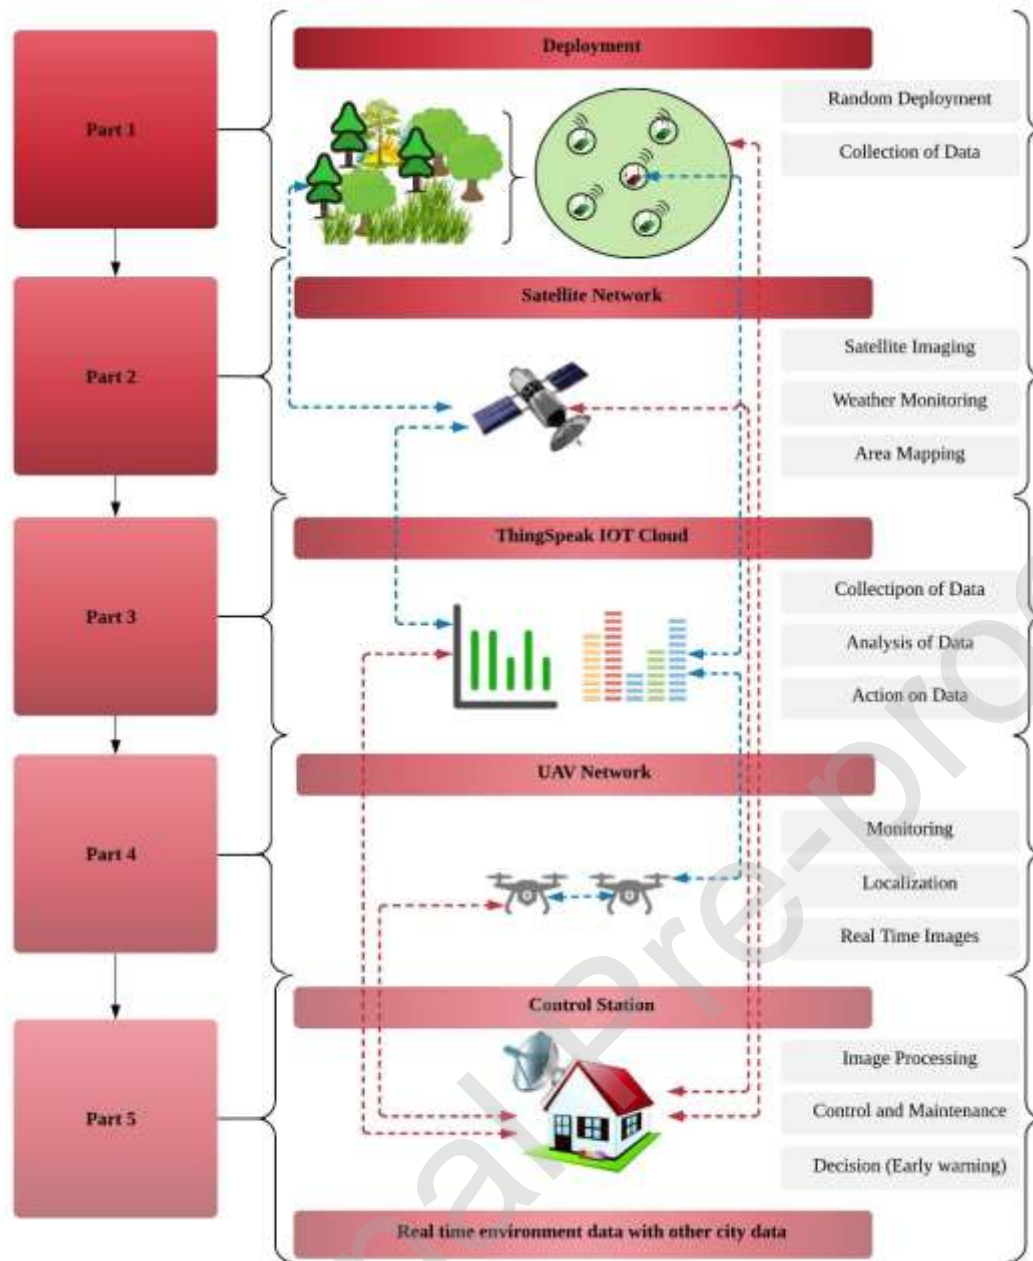 Deployment
Part 1
Random Deployment
Collection of Data
Satellite Network
Part 2
Satellite Imaging
Weather Monitoring
Area Mapping
ThingSpeak IOT Cloud
Part 3
Collectipon of Data
Analysis of Data
Action on Data
UAV Network
Part 4
Monitoring
Localization
Real Time Images
Control Station
Part 5
Image Processing
Control and Maintenance
Decision (Early warning)
Real time environment data with other city data